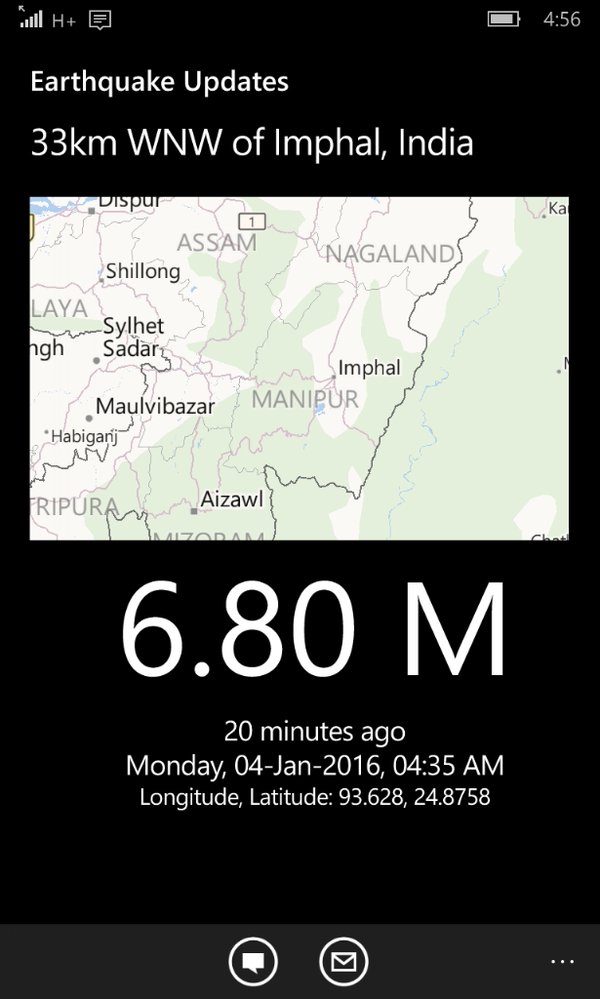 H+
4:56
Earthquake Updates
33km WNW of Imphal, India
Dispur
1
ASSAM
NAGALAND
Shillong
LAYA
Sylhet
Sadar
ngh
Imphal
MANIPUR
Maulvibazar
Habiganj
TRIPURA
Aizawl
MIZORAM
6.80 M
20 minutes ago
Monday, 04-Jan-2016, 04:35 AM
Longitude, Latitude: 93.628, 24.8758
...